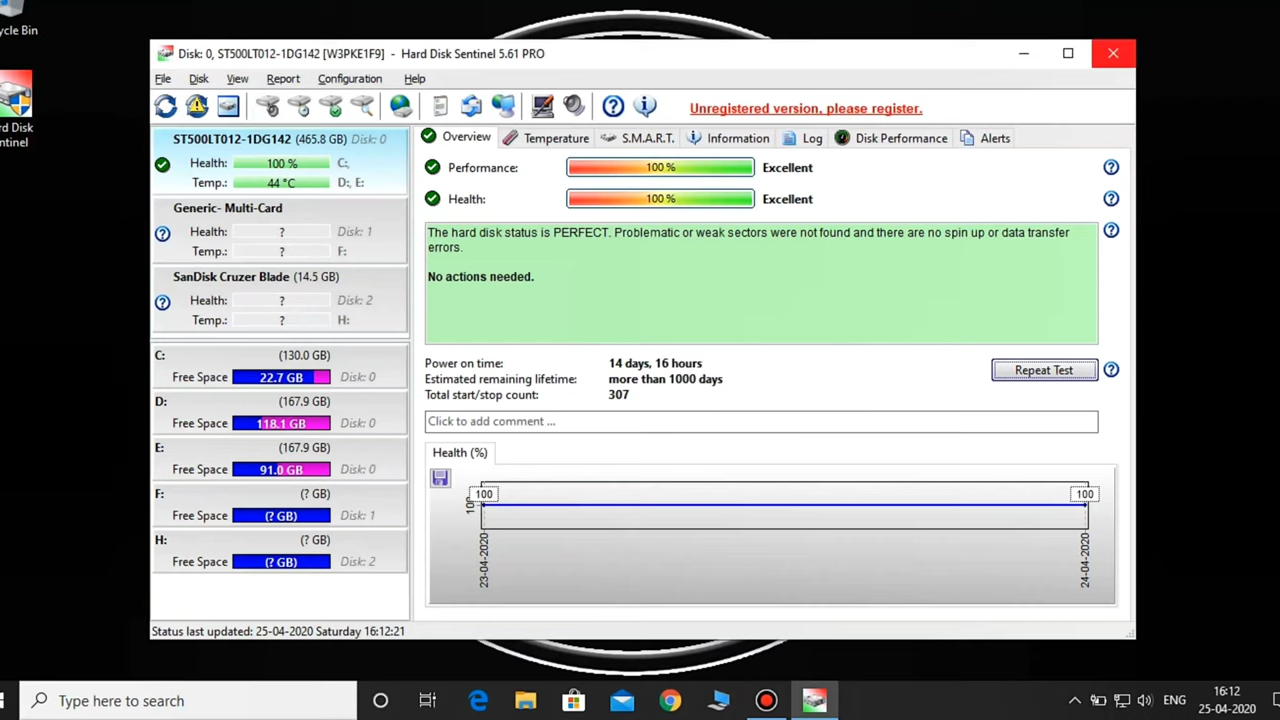 ycle Bin
rd Disk
ntinel
Disk: 0, ST500LT012-1DG142 [W3PKE1F9] - Hard Disk Sentinel 5.61 PRO
File Disk View Report Configuration Help
Unregistered version, please register.
ST500LT012-1DG142 (465.8 GB) Disk: 0
Health: 100 % C:,
Temp.: 44 °C D:, E:
Generic- Multi-Card
Health: ? Disk: 1
Temp.: ? F:
SanDisk Cruzer Blade (14.5 GB)
Health: ? Disk: 2
Temp.: ? H:
C: (130.0 GB)
Free Space 22.7 GB Disk: 0
D: (167.9 GB)
Free Space 118.1 GB Disk: 0
E: (167.9 GB)
Free Space 91.0 GB Disk: 0
F: (? GB)
Free Space (? GB) Disk: 1
H: (? GB)
Free Space (? GB) Disk: 2
Overview Temperature S.M.A.R.T. Information Log Disk Performance Alerts
Performance: 100 % Excellent
Health: 100 % Excellent
The hard disk status is PERFECT. Problematic or weak sectors were not found and there are no spin up or data transfer
errors.
No actions needed.
Power on time: 14 days, 16 hours
Estimated remaining lifetime: more than 1000 days
Total start/stop count: 307
Repeat Test
Click to add comment ...
Health (%)
100
100 100
23-04-2020 24-04-2020
Status last updated: 25-04-2020 Saturday 16:12:21
Type here to search
ENG
16:12
25-04-2020